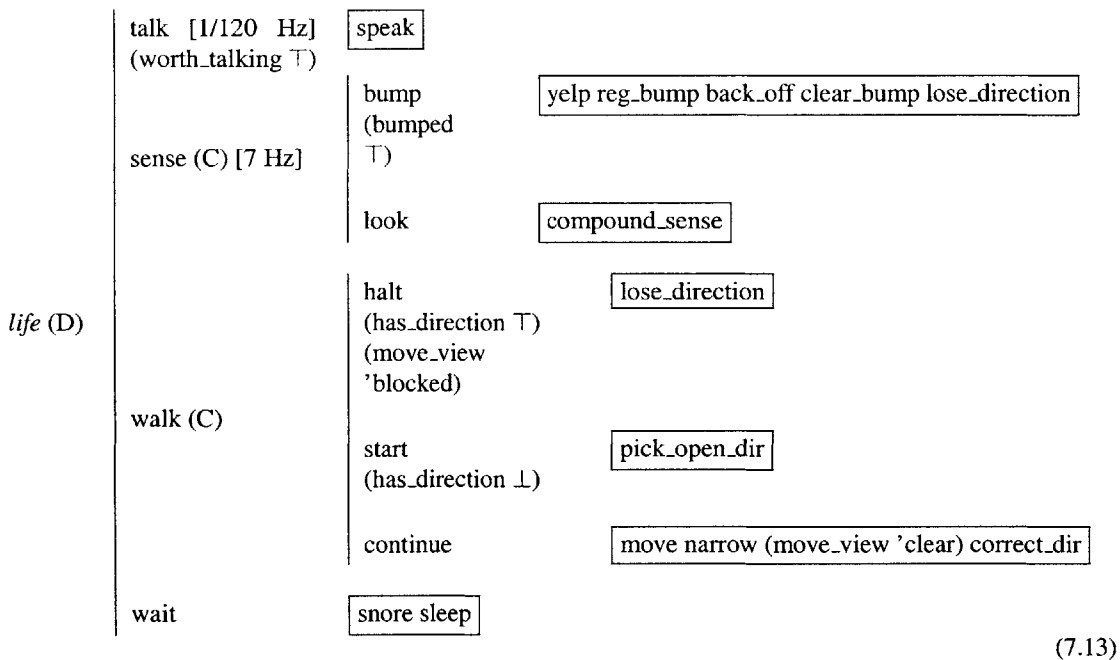 talk [1/120 Hz] speak
(worth_talking ⊤)
bump yelp reg_bump back_off clear_bump lose_direction
(bumped
sense (C) [7 Hz] ⊤)
look compound_sense
halt lose_direction
life (D) (has_direction ⊤)
(move_view
'blocked)
walk (C)
start pick_open_dir
(has_direction ⊥)
continue move narrow (move_view 'clear) correct_dir
wait snore sleep
(7.13)